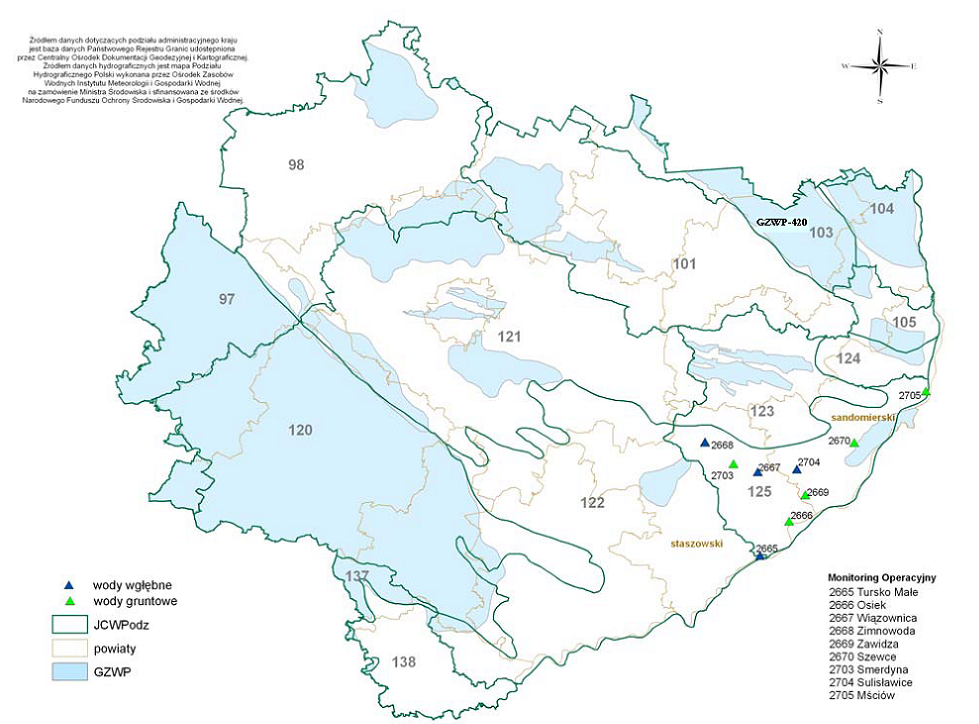 Źródłem danych dotyczących podziału administracyjnego kraju
jest baza danych Państwowego Rejestru Granic udostępniona
przez Centralny Ośrodek Dokumentacji Geodezyjnej i Kartograficznej.
Źródłem danych hydrograficznych jest mapa Podziału
Hydrograficznego Polski wykonana przez Ośrodek Zasobów
Wodnych Instytutu Meteorologii i Gospodarki Wodnej
na zamówienie Ministra Środowiska i sfinansowana ze środków
Narodowego Funduszu Ochrony Środowiska i Gospodarki Wodnej.
N
W E
S
98
104
GZWP-420
103
101
97
105
121
124
2705
123
sandomierski
120
2670
2668
2703
2667
2704
125
2669
122
2666
staszowski
2665
137
138
wody wgłębne
wody gruntowe
JCWPodz
powiaty
GZWP
Monitoring Operacyjny
2665 Tursko Małe
2666 Osiek
2667 Wiązownica
2668 Zimnowoda
2669 Zawidza
2670 Szewce
2703 Smerdyna
2704 Sulisławice
2705 Mściów